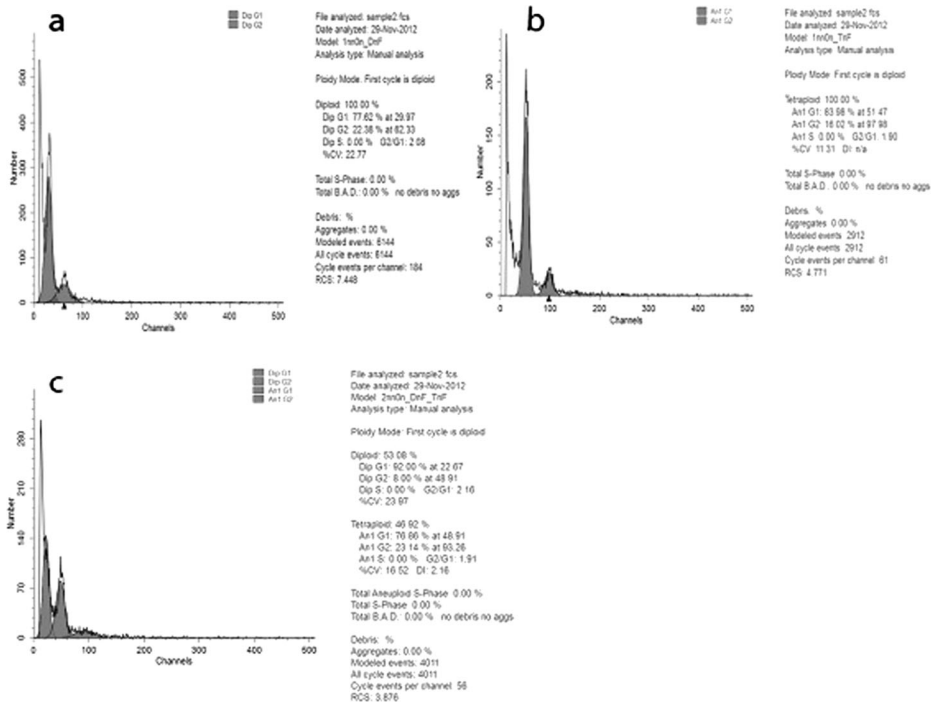 a
Dip G1
Dip G2
File analyzed: sample2 fcs
Date analyzed: 29-Nov-2012
Model: 1nn0n_DnF
Analysis type: Manual analysis
Ploidy Mode: First cycle is diploid
Diploid: 100.00 %
Dip G1: 77.62 % at 29.97
Dip G2: 22.38 % at 62.33
Dip S: 0.00 % G2/G1: 2.08
%CV: 22.77
Total S-Phase: 0.00 %
Total B.A.D.: 0.00 % no debris no aggs
Debris: %
Aggregates: 0.00 %
Modeled events: 6144
All cycle events: 6144
Cycle events per channel: 184
RCS: 7.448
Number
0 100 200 300 400 500
0 100 200 300 400 500
Channels
b
An1 G1
An1 G2
File analyzed: sample2 fcs
Date analyzed: 29-Nov-2012
Model: 1nn0n_TnF
Analysis type: Manual analysis
Ploidy Mode: First cycle is diploid
Tetraploid: 100.00 %
An1 G1: 83.98 % at 51.47
An1 G2: 16.02 % at 97.98
An1 S: 0.00 % G2/G1: 1.90
%CV: 11.31 DI: n/a
Total S-Phase: 0.00 %
Total B.A.D.: 0.00 % no debris no aggs
Debris: %
Aggregates: 0.00 %
Modeled events: 2912
All cycle events: 2912
Cycle events per channel: 61
RCS: 4.771
Number
0 50 100 150 200
0 100 200 300 400 500
Channels
c
Dip G1
Dip G2
An1 G1
An1 G2
File analyzed: sample2 fcs
Date analyzed: 29-Nov-2012
Model: 2nn0n_DnF_TnF
Analysis type: Manual analysis
Ploidy Mode: First cycle is diploid
Diploid: 53.08 %
Dip G1: 92.00 % at 22.67
Dip G2: 8.00 % at 48.91
Dip S: 0.00 % G2/G1: 2.16
%CV: 23.97
Tetraploid: 46.92 %
An1 G1: 76.86 % at 48.91
An1 G2: 23.14 % at 93.26
An1 S: 0.00 % G2/G1: 1.91
%CV: 16.52 DI: 2.16
Total Aneuploid S-Phase: 0.00 %
Total S-Phase: 0.00 %
Total B.A.D.: 0.00 % no debris no aggs
Debris: %
Aggregates: 0.00 %
Modeled events: 4011
All cycle events: 4011
Cycle events per channel: 56
RCS: 3.876
Number
0 70 140 210 280
0 100 200 300 400 500
Channels